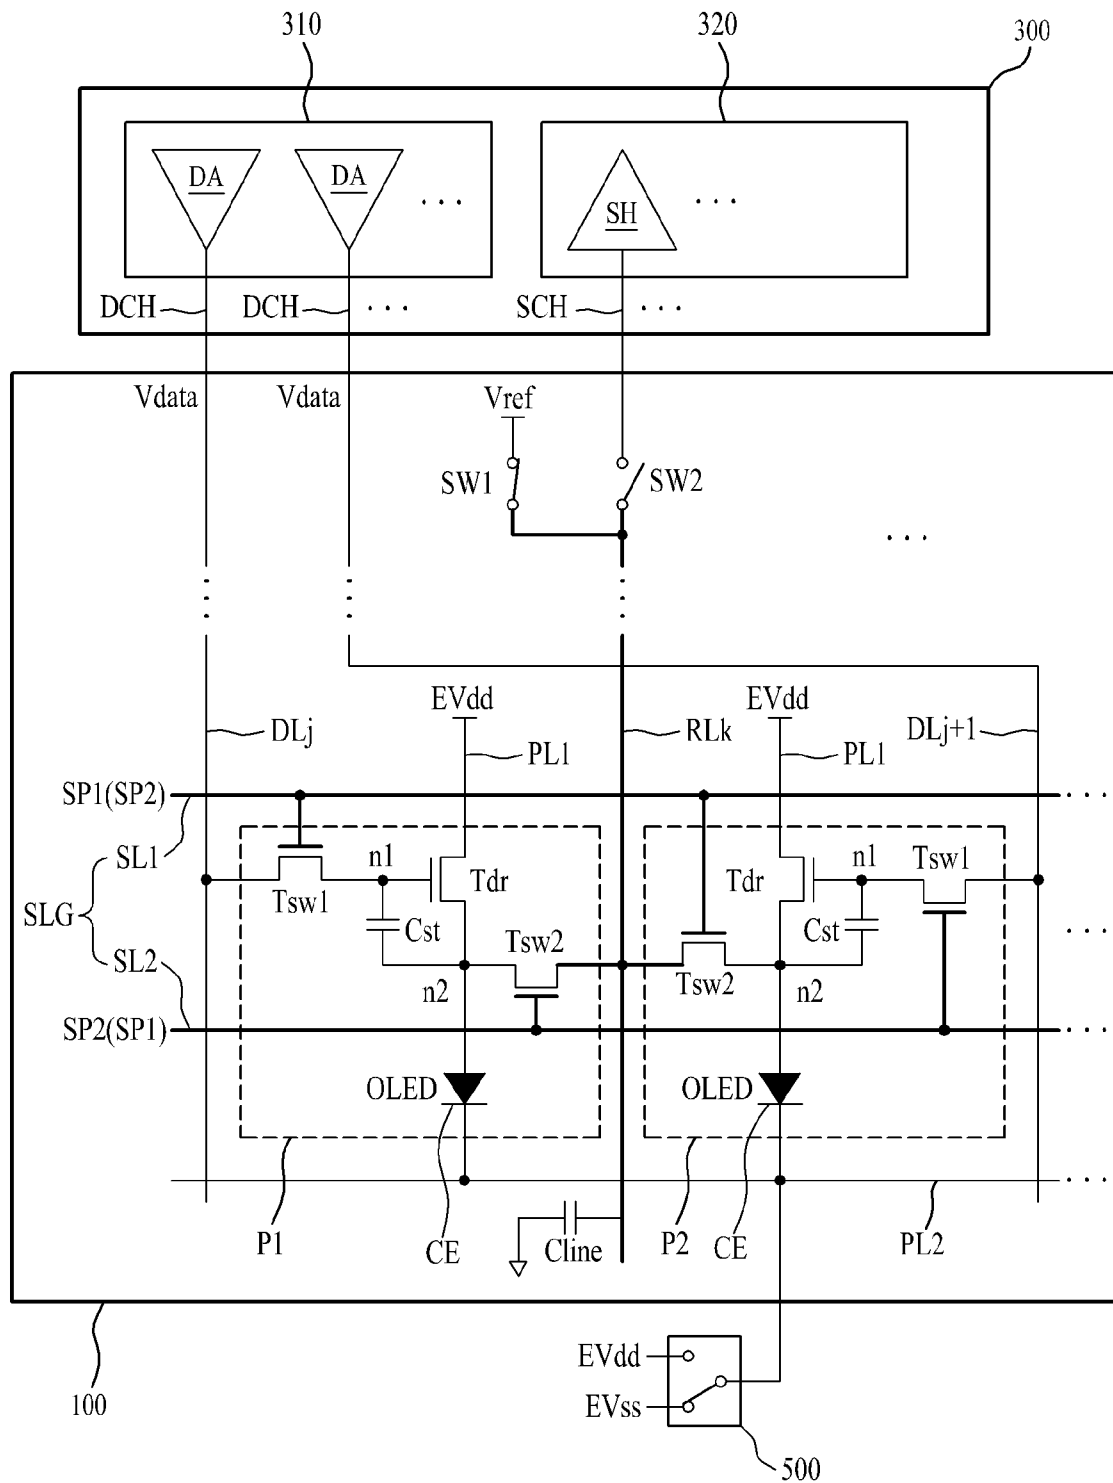 310 320 300
DA DA . . . SH . . .
DCH DCH . . . SCH . . .
Vdata Vdata Vref
SW1 SW2
. . .
EVdd EVdd
DLj PL1 RLk PL1 DLj+1
SP1(SP2) . . .
SL1 n1 Tdr Tdr n1 Tsw1
Tsw1
SLG Cst Tsw2 Cst . . .
SL2 n2 Tsw2 n2
SP2(SP1) . . .
OLED OLED
. . .
P1 CE Cline P2 CE PL2
100
EVdd
EVss
500